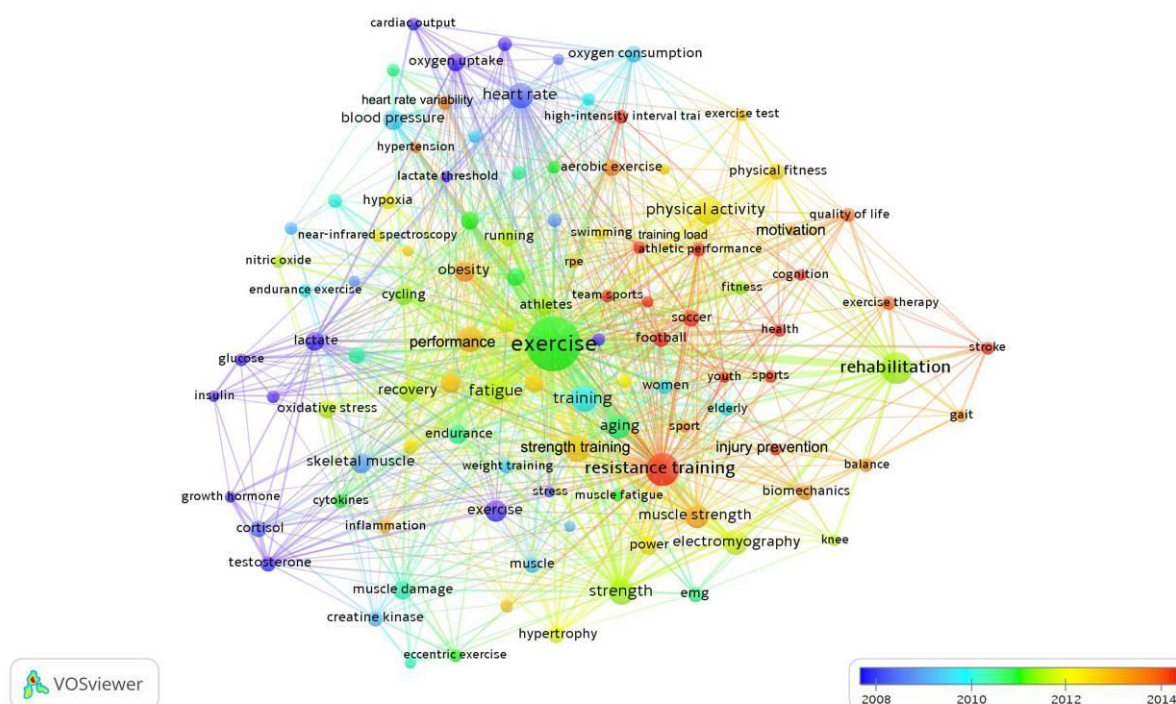 cardiac output
oxygen uptake
oxygen consumption
heart rate
heart rate variability
blood pressure
high-intensity interval trai
exercise test
hypertension
aerobic exercise
lactate threshold
physical fitness
hypoxia
physical activity
quality of life
near-infrared spectroscopy
running
swimming
training load
motivation
athletic performance
nitric oxide
obesity
rpe
cognition
endurance exercise
cycling
team sports
fitness
athletes
exercise therapy
soccer
lactate
performance
exercise
football
health
stroke
glucose
rehabilitation
insulin
recovery
fatigue
training
women
youth
sports
oxidative stress
elderly
gait
endurance
aging
sport
strength training
injury prevention
skeletal muscle
weight training
resistance training
balance
growth hormone
cytokines
stress
muscle fatigue
biomechanics
exercise
muscle strength
cortisol
inflammation
power
electromyography
knee
testosterone
muscle
muscle damage
strength
emg
creatine kinase
hypertrophy
eccentric exercise
VOSviewer
2008 2010 2012 2014